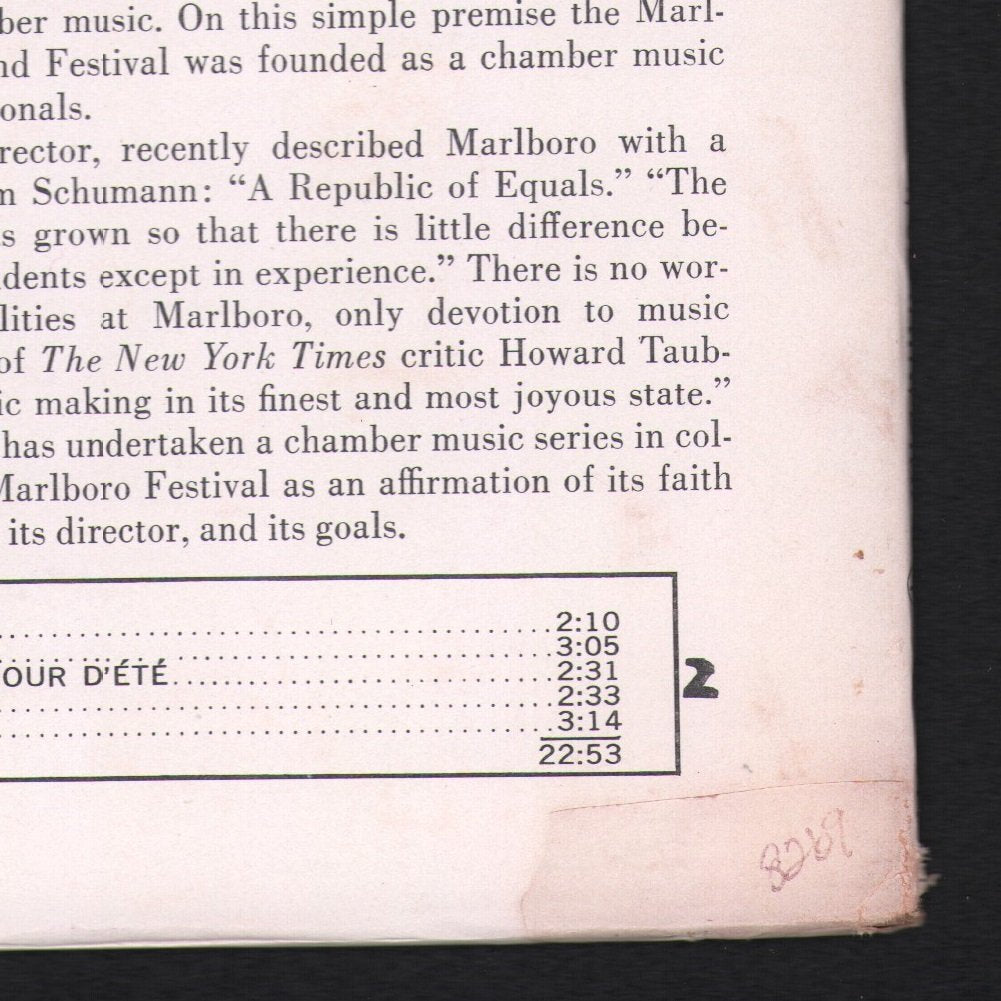 ber music. On this simple premise the Marl-
nd Festival was founded as a chamber music
onals.
rector, recently described Marlboro with a
n Schumann: “A Republic of Equals.” “The
s grown so that there is little difference be-
dents except in experience.” There is no wor-
lities at Marlboro, only devotion to music
of The New York Times critic Howard Taub-
ic making in its finest and most joyous state.”
has undertaken a chamber music series in col-
Marlboro Festival as an affirmation of its faith
its director, and its goals.
2:10
3:05
OUR D’ÉTÉ 2:31
2:33
3:14
22:53
2